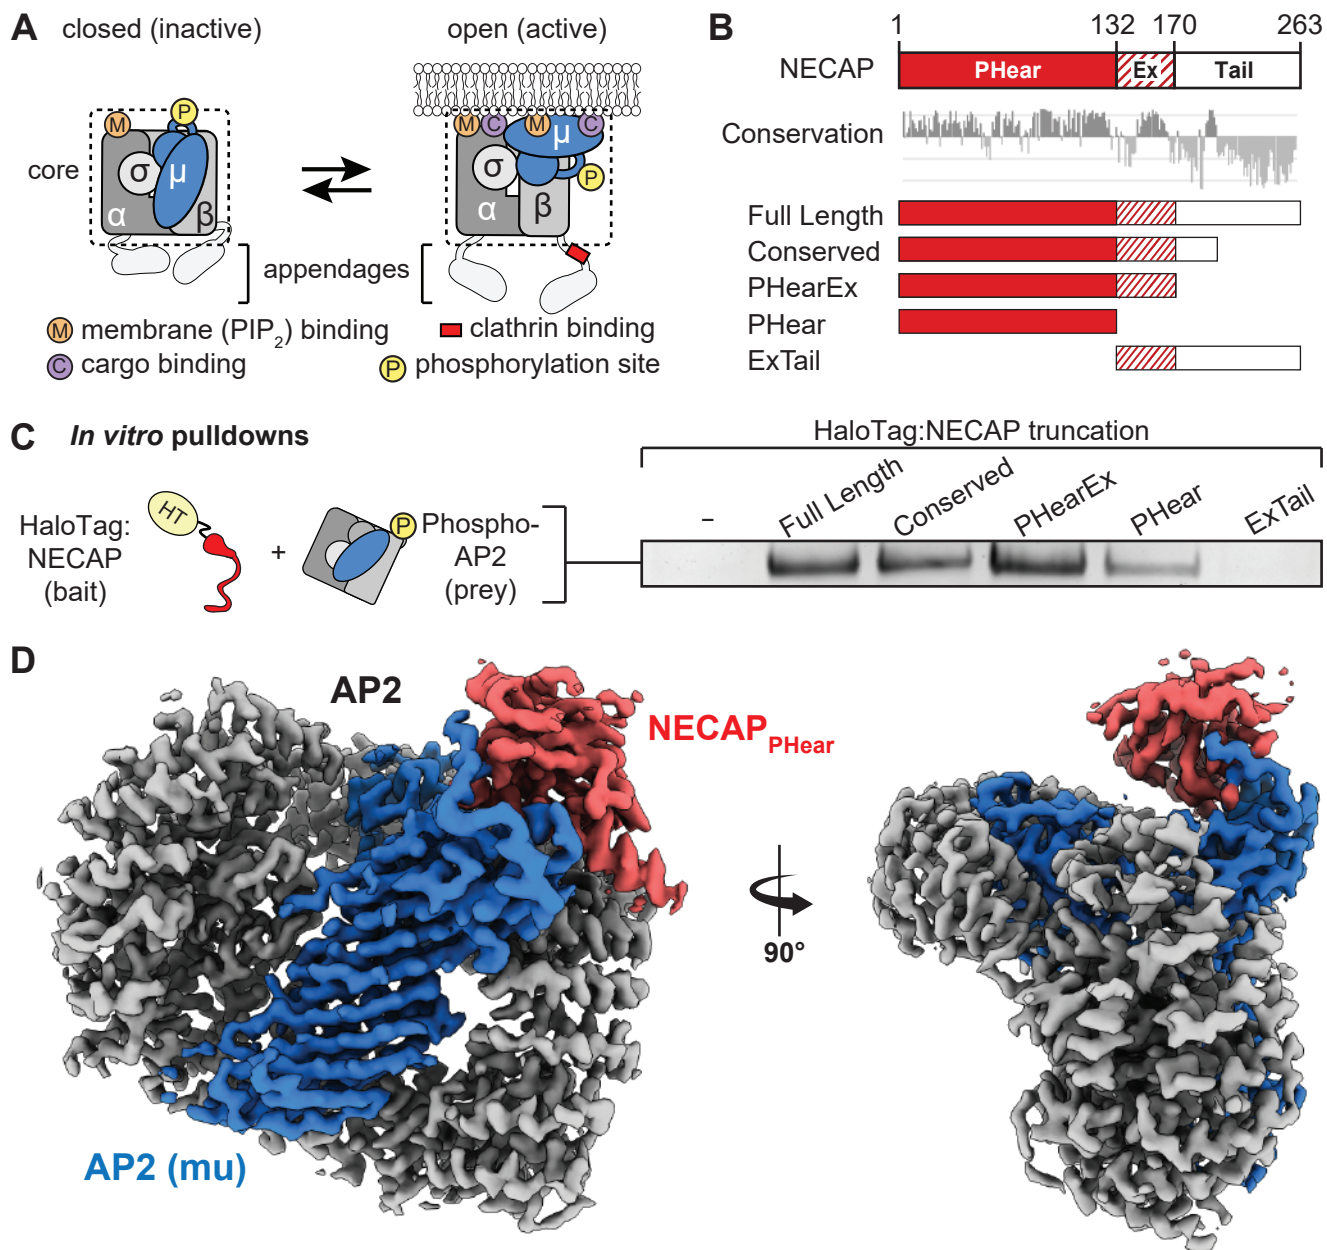 A closed (inactive) open (active)
M P M C M C
μ
core σ μ σ P
α β α β
appendages
M membrane (PIP2) binding clathrin binding
C cargo binding P phosphorylation site
B 1 132 170 263
NECAP PHear Ex Tail
Conservation
Full Length
Conserved
PHearEx
PHear
ExTail
C In vitro pulldowns
HaloTag:NECAP truncation
– Full Length Conserved PHearEx PHear ExTail
HaloTag:
NECAP
(bait)
HT
+
P
Phospho-
AP2
(prey)
D
AP2
NECAPPHear
90°
AP2 (mu)